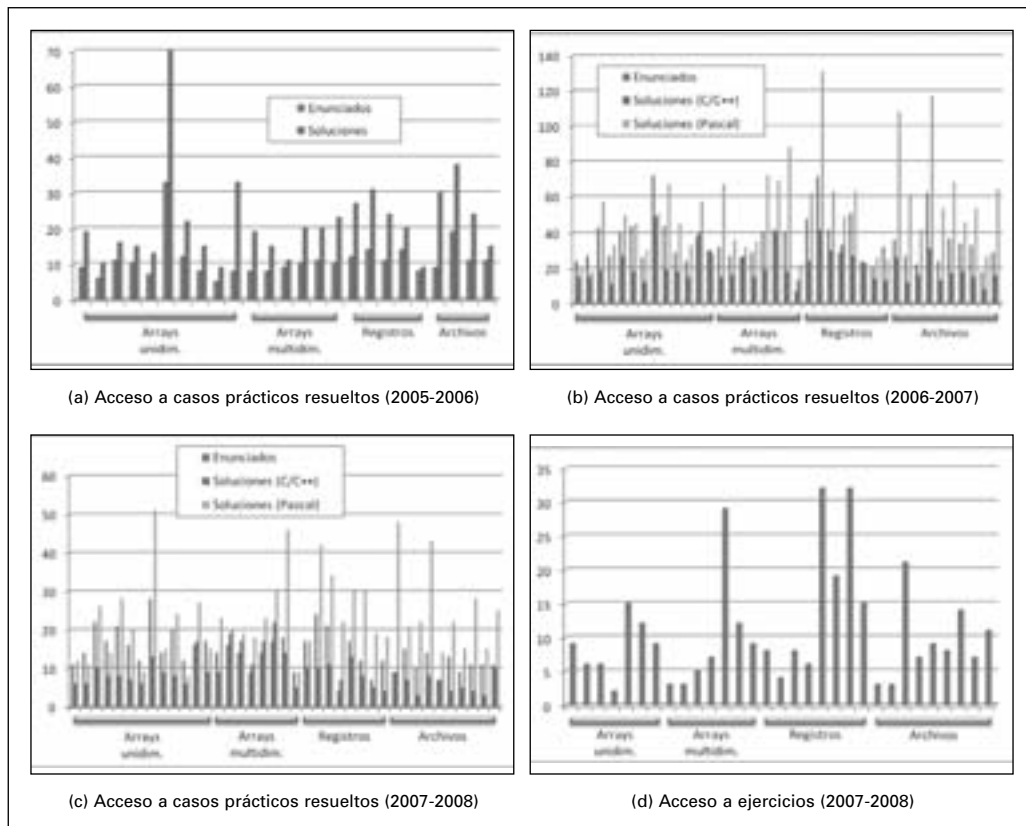 70
60
50
40
30
20
10
0
Enunciados
Soluciones
Arrays unidim.
Arrays multidim.
Registros
Archivos
(a) Acceso a casos prácticos resueltos (2005-2006)
140
120
100
80
60
40
20
0
Enunciados
Soluciones (C/C++)
Soluciones (Pascal)
Arrays unidim.
Arrays multidim.
Registros
Archivos
(b) Acceso a casos prácticos resueltos (2006-2007)
60
50
40
30
20
10
0
Enunciados
Soluciones (C/C++)
Soluciones (Pascal)
Arrays unidim.
Arrays multidim.
Registros
Archivos
(c) Acceso a casos prácticos resueltos (2007-2008)
35
30
25
20
15
10
5
0
Arrays unidim.
Arrays multidim.
Registros
Archivos
(d) Acceso a ejercicios (2007-2008)